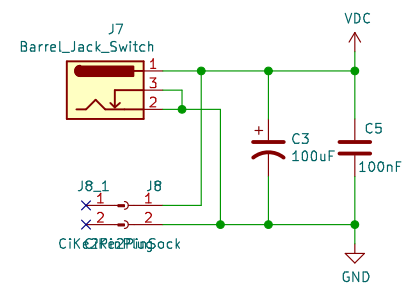 J7
Barrel_Jack_Switch
1
3
2
VDC
C3
100uF
C5
100nF
J8_1
J8
1
1
2
2
GND